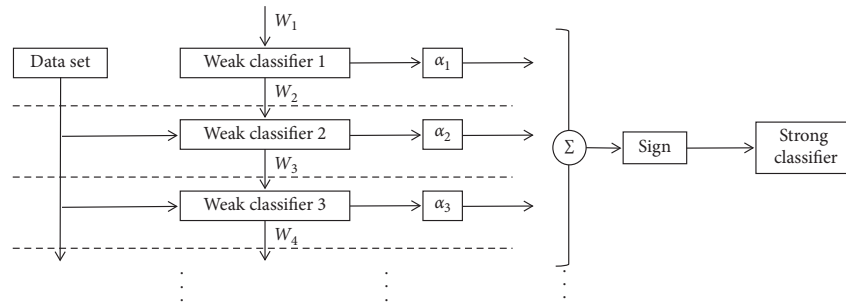 W1
Data set
Weak classifier 1
α1
W2
Weak classifier 2
α2
Σ
Sign
Strong
classifier
W3
Weak classifier 3
α3
W4